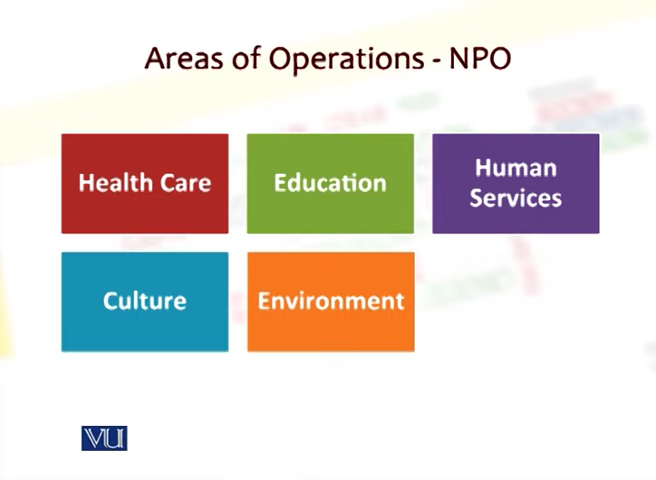 Areas of Operations - NPO
Health Care
Education
Human
Services
Culture
Environment
VU